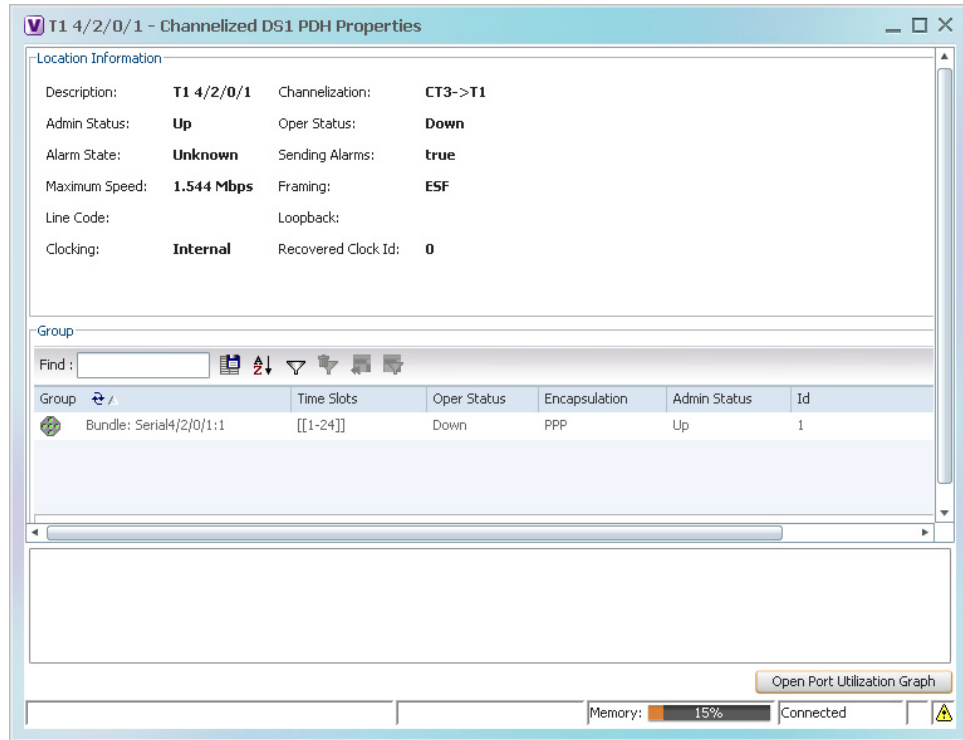 V T1 4/2/0/1 - Channelized DS1 PDH Properties
Location Information
Description: T1 4/2/0/1 Channelization: CT3->T1
Admin Status: Up Oper Status: Down
Alarm State: Unknown Sending Alarms: true
Maximum Speed: 1.544 Mbps Framing: ESF
Line Code: Loopback:
Clocking: Internal Recovered Clock Id: 0
Group
Find :
Group Time Slots Oper Status Encapsulation Admin Status Id
Bundle: Serial4/2/0/1:1 [[1-24]] Down PPP Up 1
Open Port Utilization Graph
Memory: 15% Connected